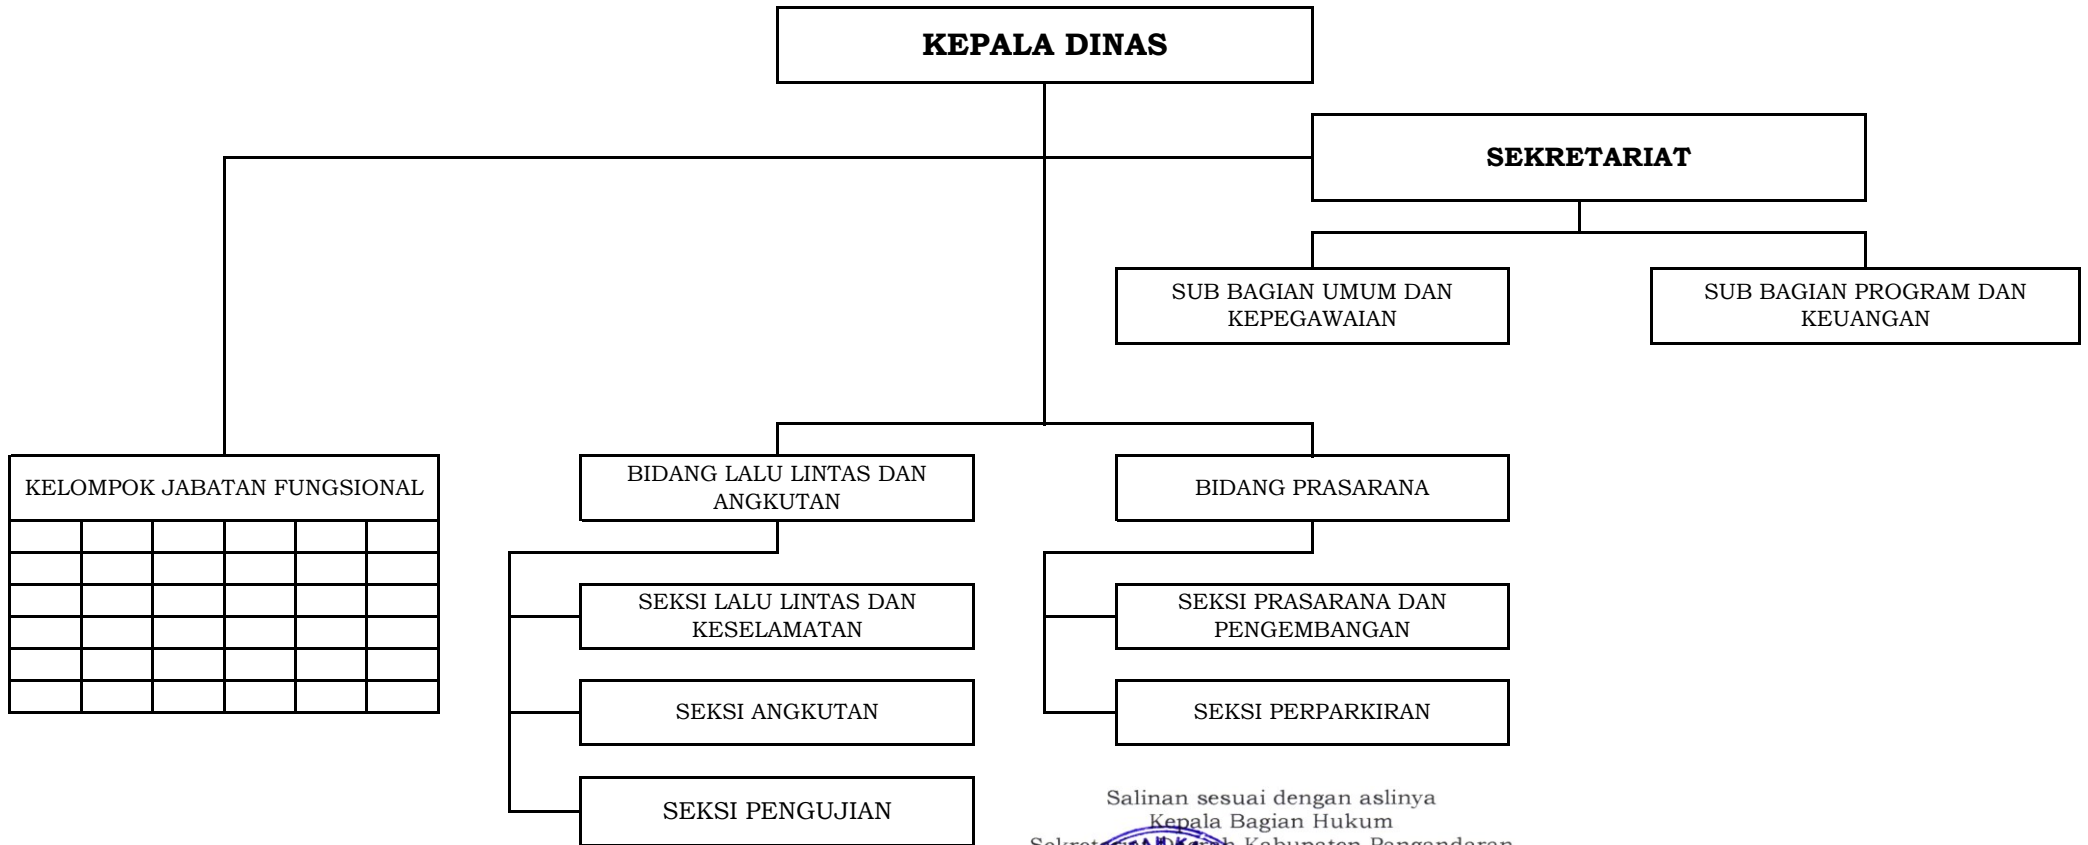 KEPALA DINAS
SEKRETARIAT
SUB BAGIAN UMUM DAN
KEPEGAWAIAN
SUB BAGIAN PROGRAM DAN
KEUANGAN
KELOMPOK JABATAN FUNGSIONAL
BIDANG LALU LINTAS DAN
ANGKUTAN
BIDANG PRASARANA
SEKSI LALU LINTAS DAN
KESELAMATAN
SEKSI PRASARANA DAN
PENGEMBANGAN
SEKSI ANGKUTAN
SEKSI PERPARKIRAN
SEKSI PENGUJIAN
Salinan sesuai dengan aslinya
Kepala Bagian Hukum
Kabupaten Pangandaran